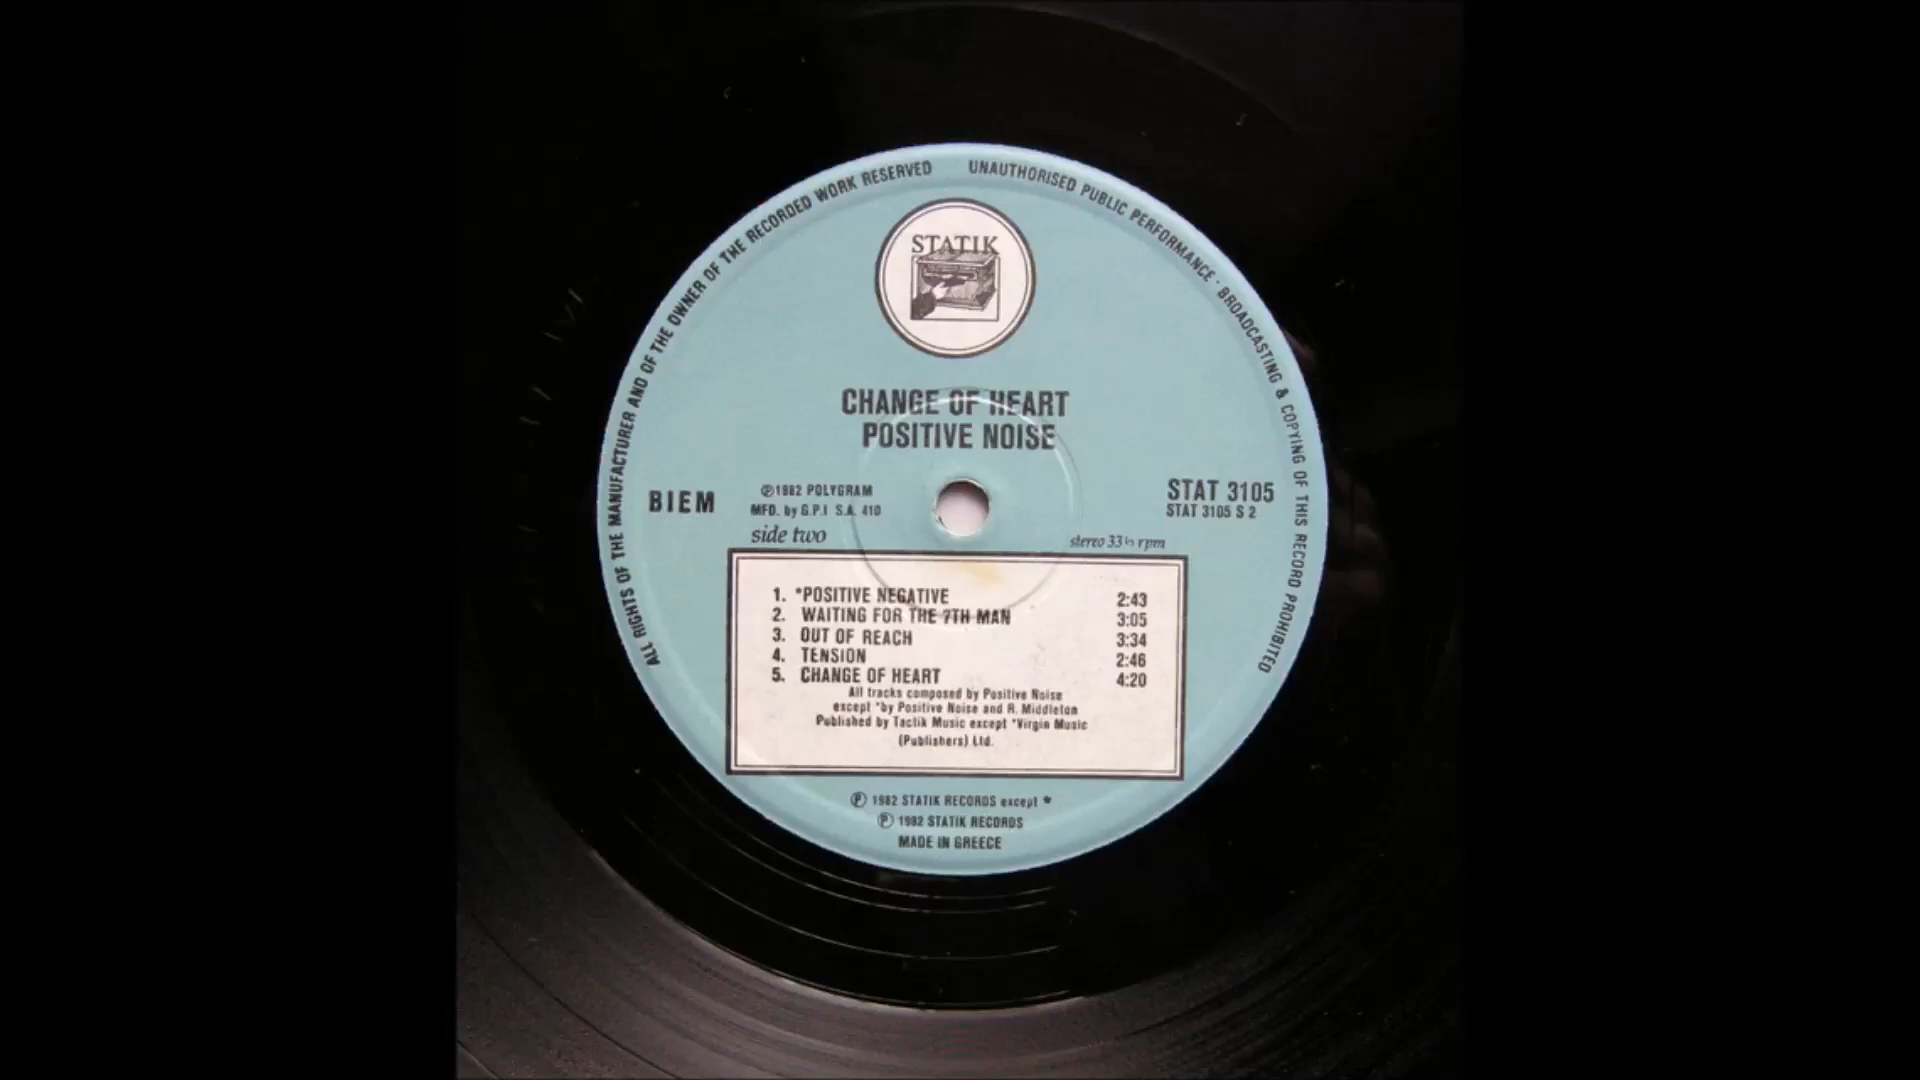 ALL RIGHTS OF THE MANUFACTURER AND OF THE OWNER OF THE RECORDED WORK RESERVED
UNAUTHORISED PUBLIC PERFORMANCE · BROADCASTING & COPYING OF THIS RECORD PROHIBITED
STATIK
CHANGE OF HEART
POSITIVE NOISE
BIEM
℗1982 POLYGRAM
MFD. by G.P.I S.A. 410
side two
STAT 3105
STAT 3105 S 2
stereo 33⅓ rpm
1. *POSITIVE NEGATIVE 2:43
2. WAITING FOR THE 7TH MAN 3:05
3. OUT OF REACH 3:34
4. TENSION 2:46
5. CHANGE OF HEART 4:20
All tracks composed by Positive Noise
except *by Positive Noise and R. Middleton
Published by Tactik Music except *Virgin Music
(Publishers) Ltd.
℗ 1982 STATIK RECORDS except *
℗ 1982 STATIK RECORDS
MADE IN GREECE